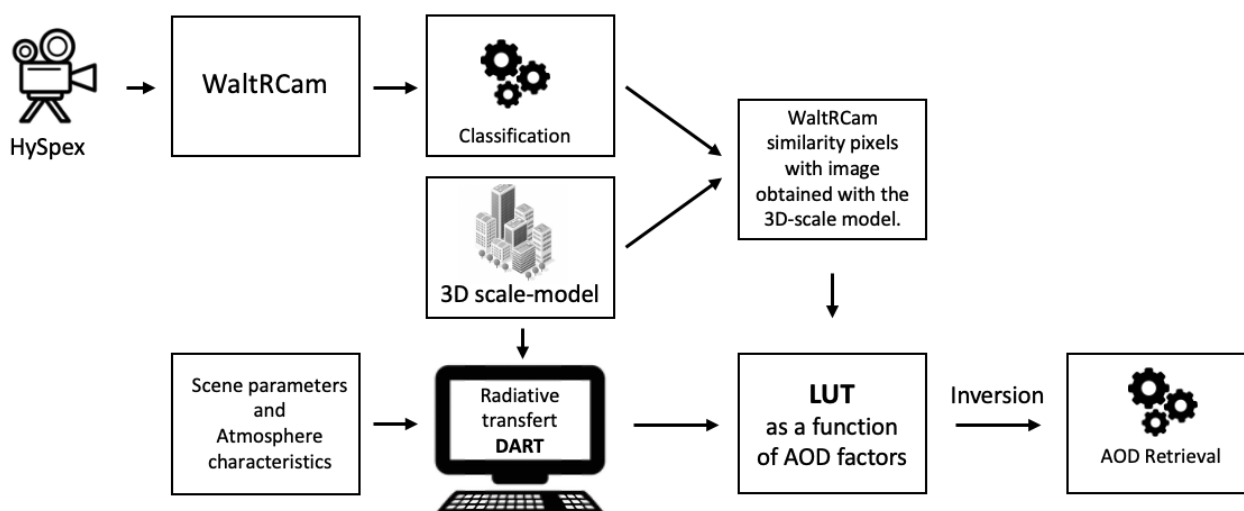 HySpex
WaltRCam
Classification
WaltRCam
similarity pixels
with image
obtained with the
3D-scale model.
3D scale-model
Scene parameters
and
Atmosphere
characteristics
Radiative
transfert
DART
LUT
as a function
of AOD factors
Inversion
AOD Retrieval